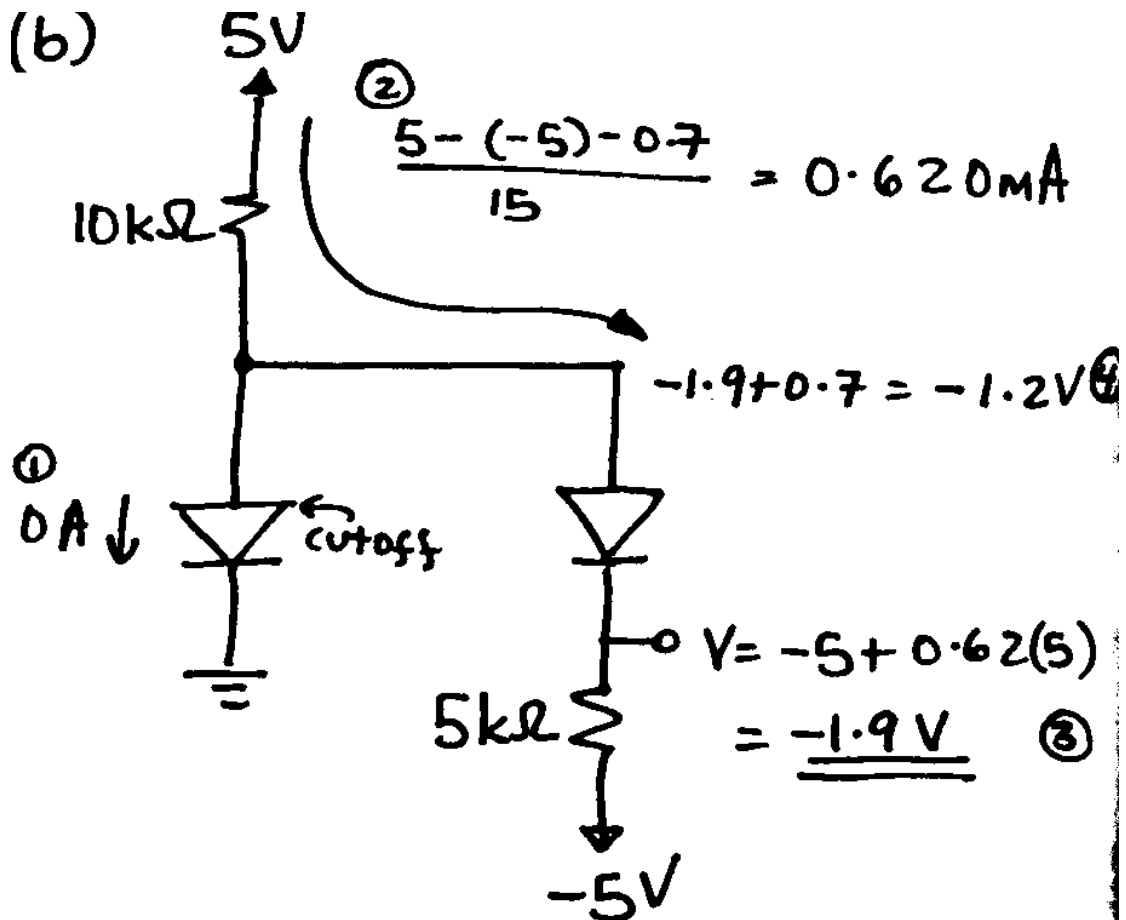 (b) 5V
②
5-(-5)-0.7
15
= 0.620mA
10kΩ
-1.9+0.7 = -1.2V ④
①
0A ↓
cutoff
V= -5+ 0.62(5)
5kΩ
= -1.9 V ③
-5V